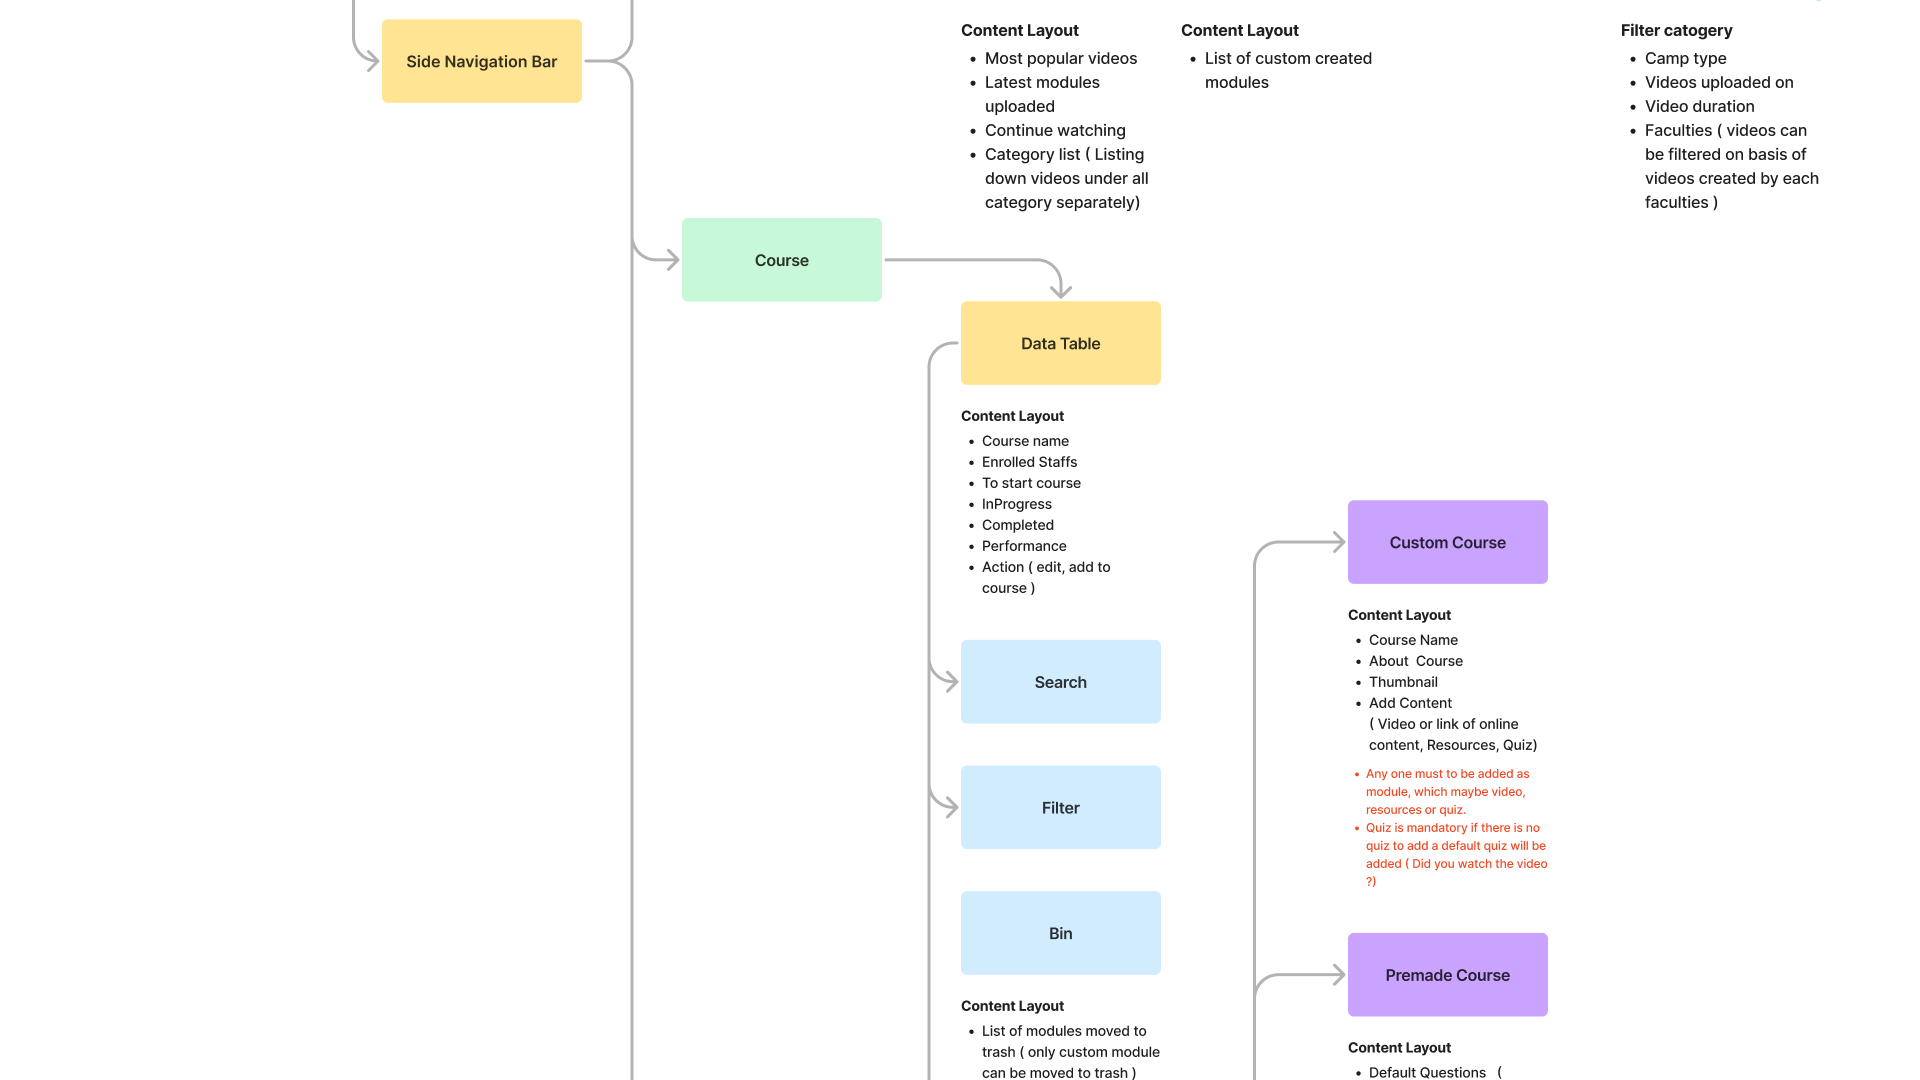 Side Navigation Bar
Content Layout
• Most popular videos
• Latest modules
uploaded
• Continue watching
• Category list ( Listing
down videos under all
category separately)
Content Layout
• List of custom created
modules
Filter catogery
• Camp type
• Videos uploaded on
• Video duration
• Faculties ( videos can
be filtered on basis of
videos created by each
faculties )
Course
Data Table
Content Layout
• Course name
• Enrolled Staffs
• To start course
• InProgress
• Completed
• Performance
• Action ( edit, add to
course )
Search
Filter
Bin
Content Layout
• List of modules moved to
trash ( only custom module
can be moved to trash )
Custom Course
Content Layout
• Course Name
• About  Course
• Thumbnail
• Add Content
( Video or link of online
content, Resources, Quiz)
• Any one must to be added as
module, which maybe video,
resources or quiz.
• Quiz is mandatory if there is no
quiz to add a default quiz will be
added ( Did you watch the video
?)
Premade Course
Content Layout
• Default Questions   (